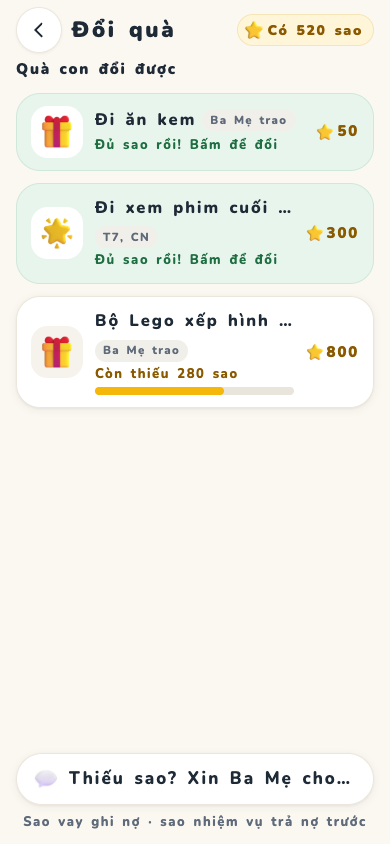 Đổi quà
Có 520 sao
Quà con đổi được
Đi ăn kem Ba Mẹ trao
Đủ sao rồi! Bấm để đổi
50
Đi xem phim cuối …
T7, CN
Đủ sao rồi! Bấm để đổi
300
Bộ Lego xếp hình …
Ba Mẹ trao
Còn thiếu 280 sao
800
Thiếu sao? Xin Ba Mẹ cho…
Sao vay ghi nợ · sao nhiệm vụ trả nợ trước